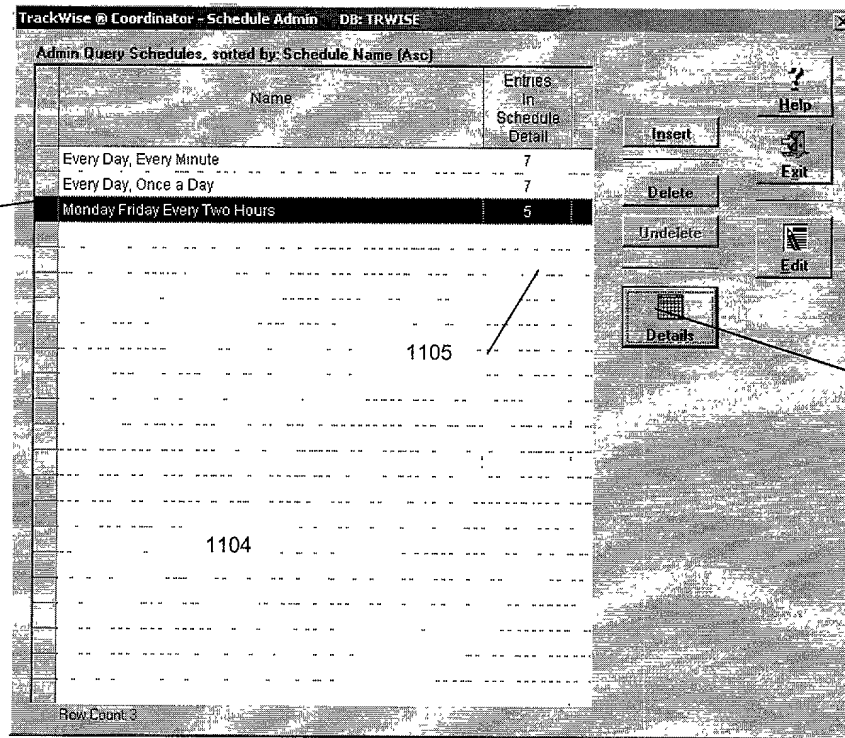 TrackWise ® Coordinator - Schedule Admin DB: TRWISE
Admin Query Schedules, sorted by: Schedule Name (Asc)
Name
Entries
In
Schedule
Detail
Every Day, Every Minute 7
Every Day, Once a Day 7
Monday Friday Every Two Hours 5
1105
1104
Row Count: 3
Insert
Delete
Undelete
Details
Help
Exit
Edit